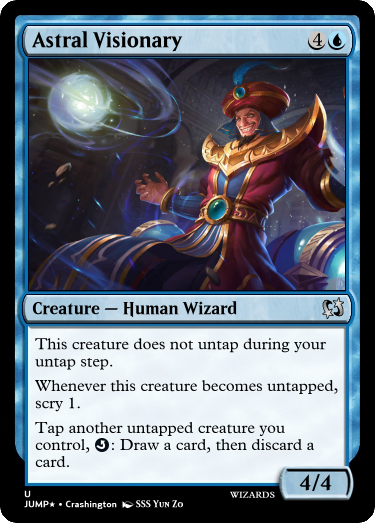 Astral Visionary 4
Creature — Human Wizard
This creature does not untap during your
untap step.
Whenever this creature becomes untapped,
scry 1.
Tap another untapped creature you
control, : Draw a card, then discard a
card.
4/4
U
JUMP★ • Crashington SSS Yun Zo
WIZARDS